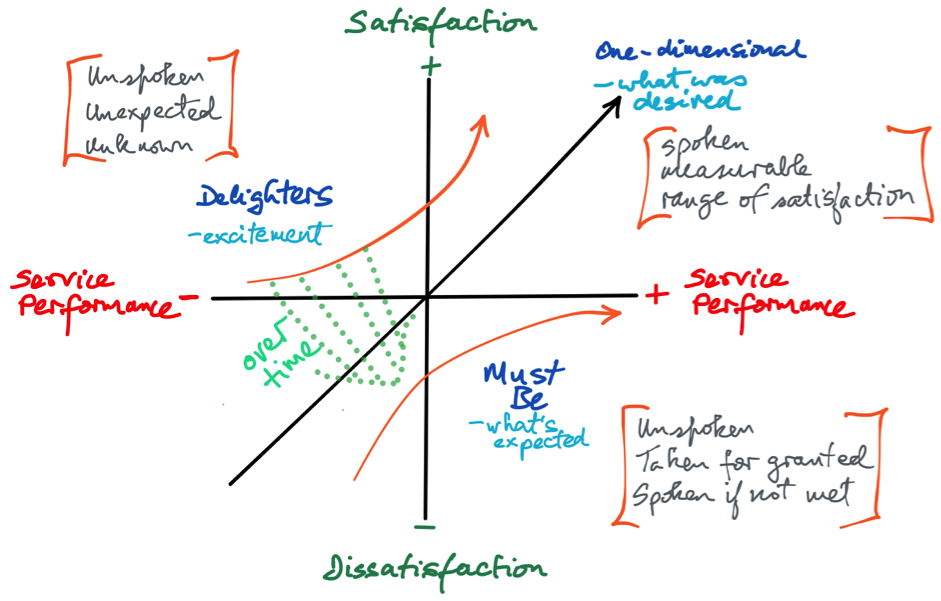 Satisfaction
+
One-dimensional
-what was
desired
Unspoken
Unexpected
Unknown
spoken
measurable
range of satisfaction
Delighters
-excitement
Service
Performance -
+ Service
Performance
over
time
Must
Be
-what's
expected
Unspoken
Taken for granted
Spoken if not met
-
Dissatisfaction